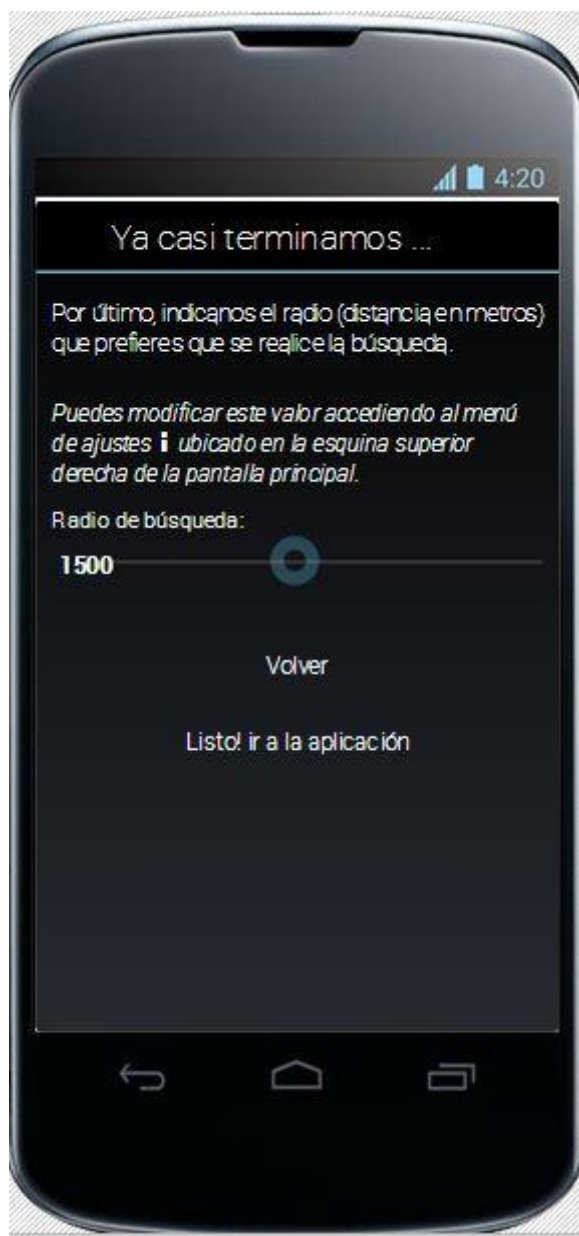 4:20
Ya casi terminamos ...
Por último, indicanos el radio (distancia en metros)
que prefieres que se realice la búsqueda.
Puedes modificar este valor accediendo al menú
de ajustes ⋮ ubicado en la esquina superior
derecha de la pantalla principal.
Radio de búsqueda:
1500
Volver
Listo! ir a la aplicación